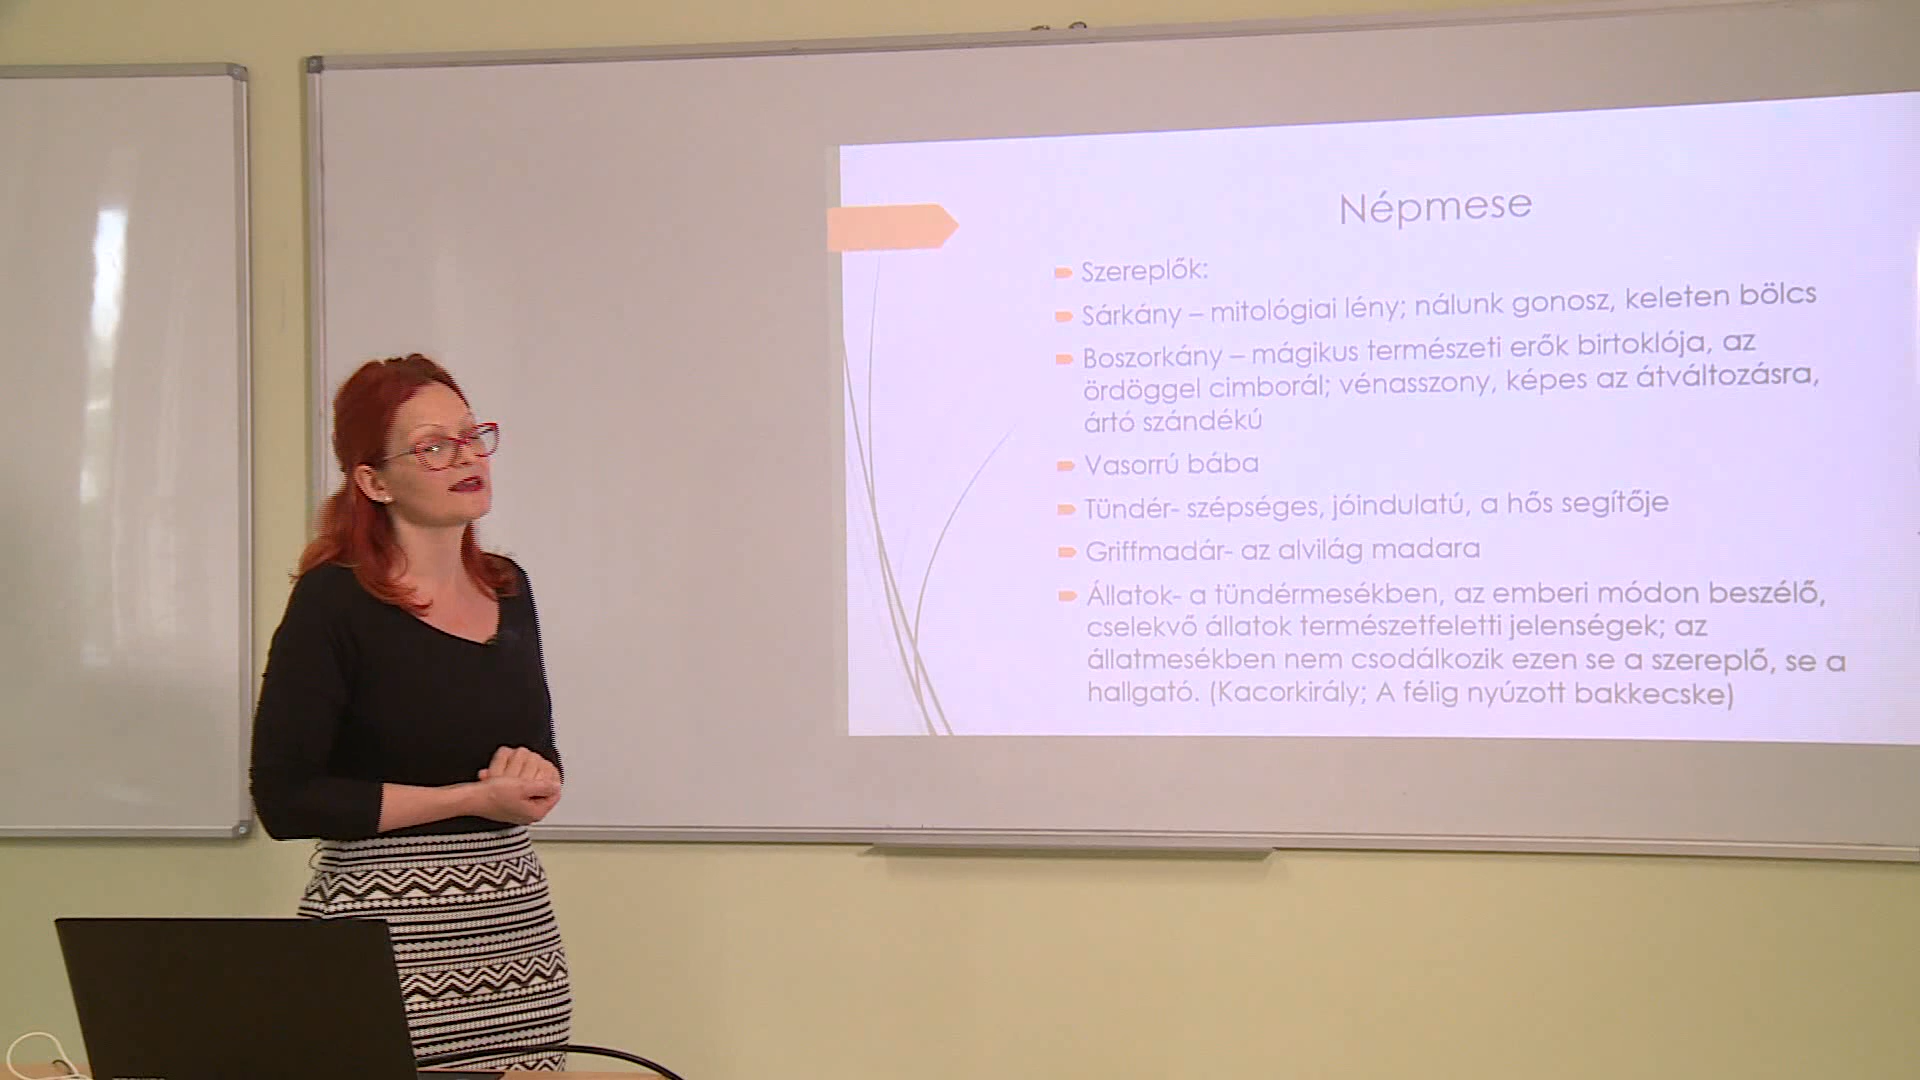 Népmese
Szereplők:
Sárkány – mitológiai lény; nálunk gonosz, keleten bölcs
Boszorkány – mágikus természeti erők birtoklója, az
ördöggel cimborál; vénasszony, képes az átváltozásra,
ártó szándékú
Vasorrú bába
Tündér- szépséges, jóindulatú, a hős segítője
Griffmadár- az alvilág madara
Állatok- a tündérmesékben, az emberi módon beszélő,
cselekvő állatok természetfeletti jelenségek; az
állatmesékben nem csodálkozik ezen se a szereplő, se a
hallgató. (Kacorkirály; A félig nyúzott bakkecske)